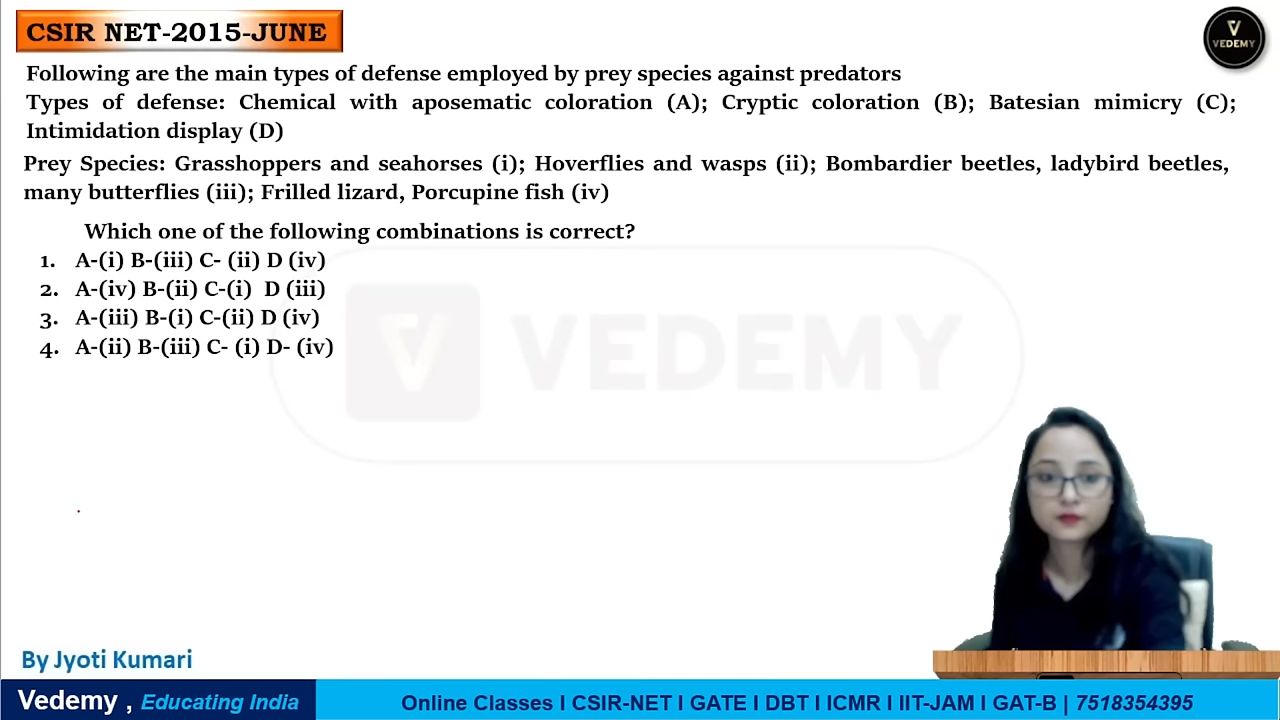 CSIR NET-2015-JUNE
V
VEDEMY
Following are the main types of defense employed by prey species against predators
Types of defense: Chemical with aposematic coloration (A); Cryptic coloration (B); Batesian mimicry (C);
Intimidation display (D)
Prey Species: Grasshoppers and seahorses (i); Hoverflies and wasps (ii); Bombardier beetles, ladybird beetles,
many butterflies (iii); Frilled lizard, Porcupine fish (iv)
Which one of the following combinations is correct?
1. A-(i) B-(iii) C- (ii) D (iv)
2. A-(iv) B-(ii) C-(i) D (iii)
3. A-(iii) B-(i) C-(ii) D (iv)
4. A-(ii) B-(iii) C- (i) D- (iv)
VEDEMY
By Jyoti Kumari
Vedemy , Educating India
Online Classes I CSIR-NET I GATE I DBT I ICMR I IIT-JAM I GAT-B | 7518354395